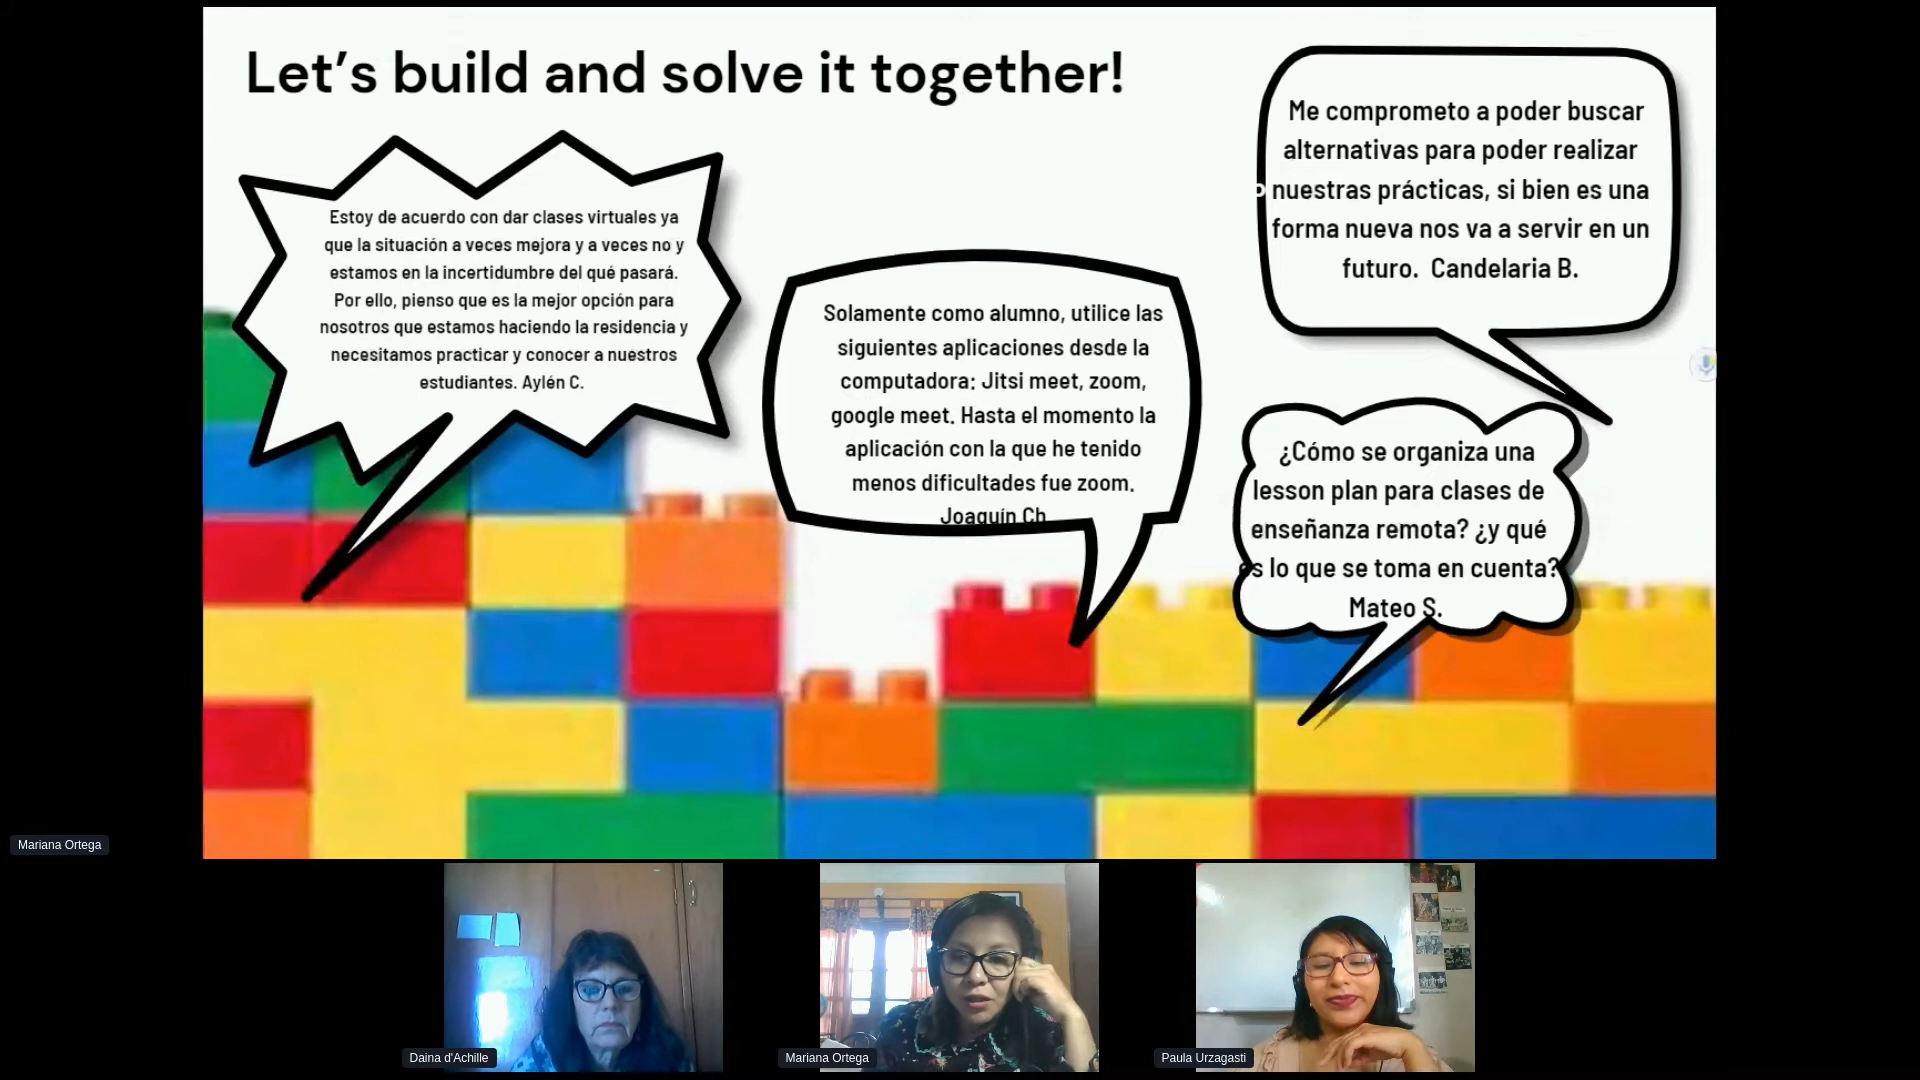 Let's build and solve it together!
Estoy de acuerdo con dar clases virtuales ya
que la situación a veces mejora y a veces no y
estamos en la incertidumbre del qué pasará.
Por ello, pienso que es la mejor opción para
nosotros que estamos haciendo la residencia y
necesitamos practicar y conocer a nuestros
estudiantes. Aylén C.
Solamente como alumno, utilice las
siguientes aplicaciones desde la
computadora: Jitsi meet, zoom,
google meet. Hasta el momento la
aplicación con la que he tenido
menos dificultades fue zoom.
Joaquín Ch
Me comprometo a poder buscar
alternativas para poder realizar
nuestras prácticas, si bien es una
forma nueva nos va a servir en un
futuro. Candelaria B.
¿Cómo se organiza una
lesson plan para clases de
enseñanza remota? ¿y qué
es lo que se toma en cuenta?
Mateo S.
Mariana Ortega
Daina d'Achille
Mariana Ortega
Paula Urzagasti